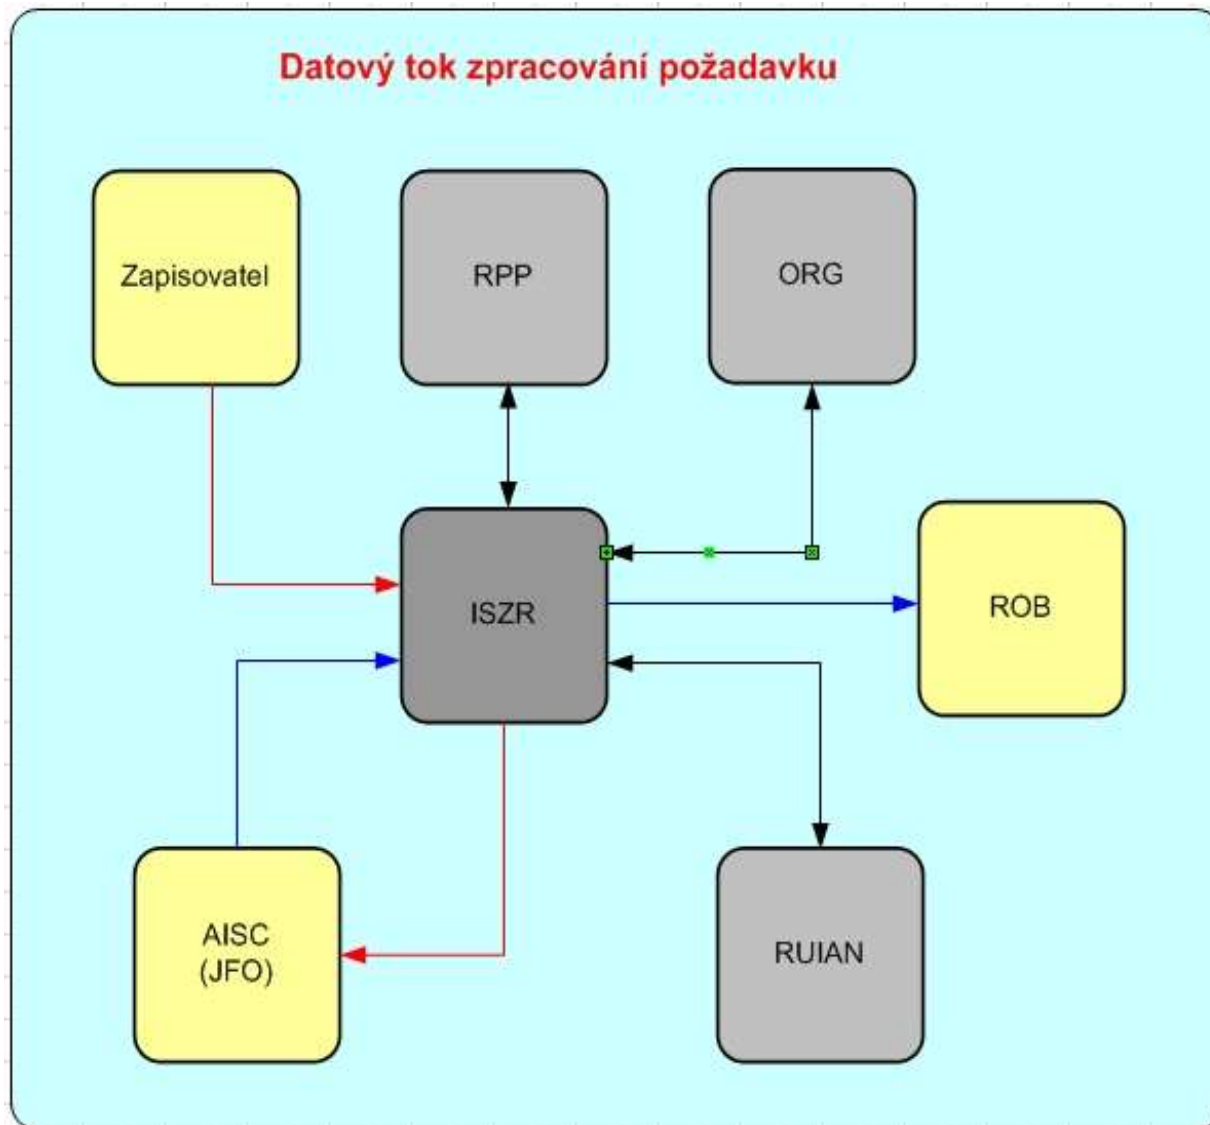 Datový tok zpracování požadavku
Zapisovatel
RPP
ORG
ISZR
ROB
AISC
(JFO)
RUIAN